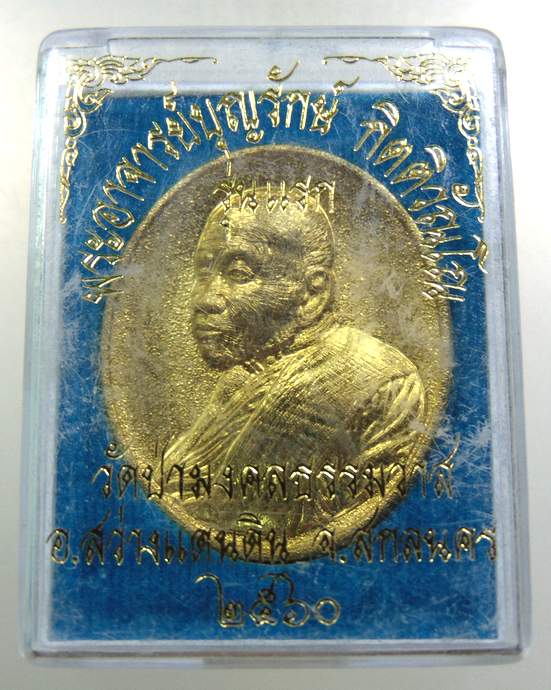 พระอาจารย์บุญรักษ์ กิตติวณฺโณ
รุ่นแรก
วัดป่ามงคลธรรมวาส
อ.สว่างแดนดิน จ.สกลนคร
๒๕๖๐